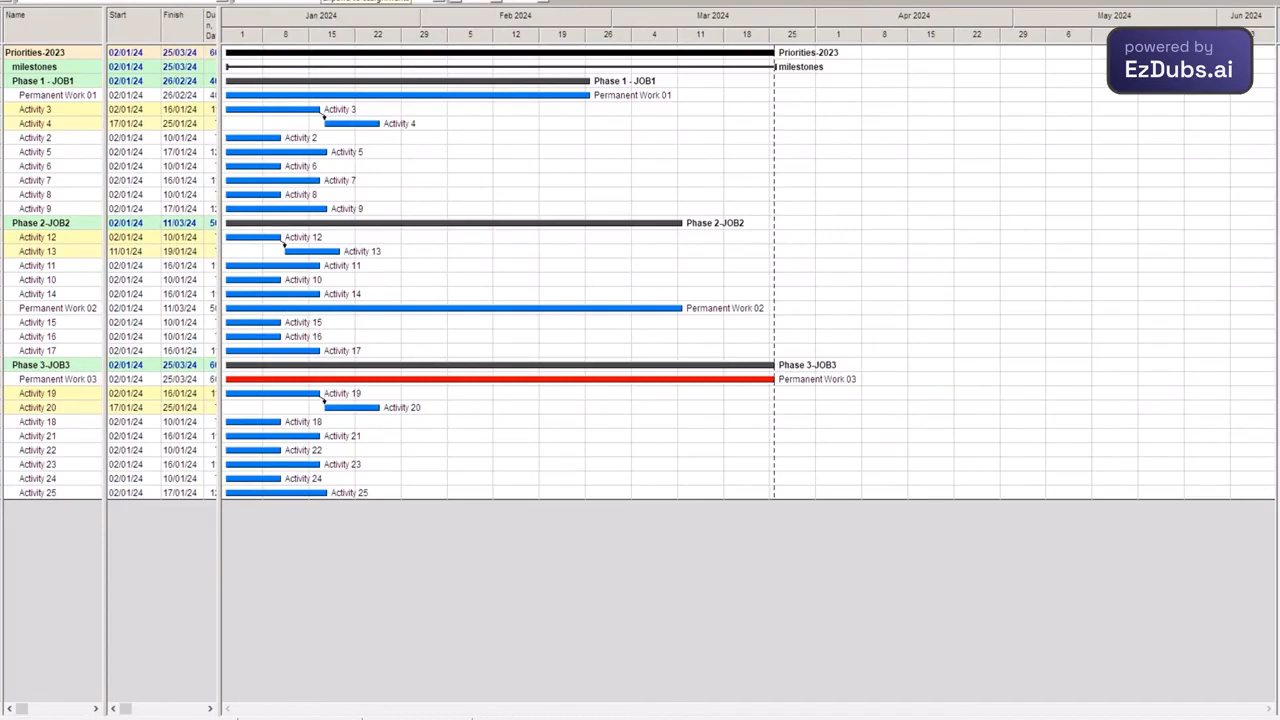 Name Start Finish Du n, Da Jan 2024 Feb 2024 Mar 2024 Apr 2024 May 2024 Jun 2024
1 8 15 22 29 5 12 19 26 4 11 18 25 1 8 15 22 29 6
powered by
EzDubs.ai
Priorities-2023 02/01/24 25/03/24 Priorities-2023
milestones 02/01/24 25/03/24 milestones
Phase 1 - JOB1 02/01/24 26/02/24 Phase 1 - JOB1
Permanent Work 01 02/01/24 26/02/24 Permanent Work 01
Activity 3 02/01/24 16/01/24 Activity 3
Activity 4 17/01/24 25/01/24 Activity 4
Activity 2 02/01/24 10/01/24 Activity 2
Activity 5 02/01/24 17/01/24 Activity 5
Activity 6 02/01/24 10/01/24 Activity 6
Activity 7 02/01/24 16/01/24 Activity 7
Activity 8 02/01/24 10/01/24 Activity 8
Activity 9 02/01/24 17/01/24 Activity 9
Phase 2-JOB2 02/01/24 11/03/24 Phase 2-JOB2
Activity 12 02/01/24 10/01/24 Activity 12
Activity 13 11/01/24 19/01/24 Activity 13
Activity 11 02/01/24 16/01/24 Activity 11
Activity 10 02/01/24 10/01/24 Activity 10
Activity 14 02/01/24 16/01/24 Activity 14
Permanent Work 02 02/01/24 11/03/24 Permanent Work 02
Activity 15 02/01/24 10/01/24 Activity 15
Activity 16 02/01/24 10/01/24 Activity 16
Activity 17 02/01/24 16/01/24 Activity 17
Phase 3-JOB3 02/01/24 25/03/24 Phase 3-JOB3
Permanent Work 03 02/01/24 25/03/24 Permanent Work 03
Activity 19 02/01/24 16/01/24 Activity 19
Activity 20 17/01/24 25/01/24 Activity 20
Activity 18 02/01/24 10/01/24 Activity 18
Activity 21 02/01/24 16/01/24 Activity 21
Activity 22 02/01/24 10/01/24 Activity 22
Activity 23 02/01/24 16/01/24 Activity 23
Activity 24 02/01/24 10/01/24 Activity 24
Activity 25 02/01/24 17/01/24 Activity 25